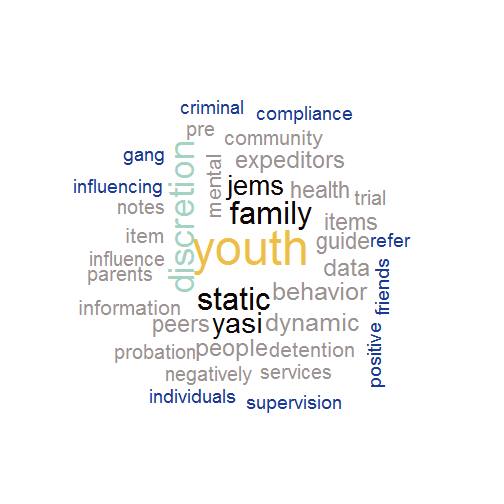 criminal
compliance
pre
community
gang
expeditors
mental
discretion
influencing
jems
health
trial
notes
family
items
item
youth
guide
refer
influence
parents
data
friends
static
behavior
information
peers
yasi
dynamic
probation
people
detention
positive
negatively
services
individuals
supervision